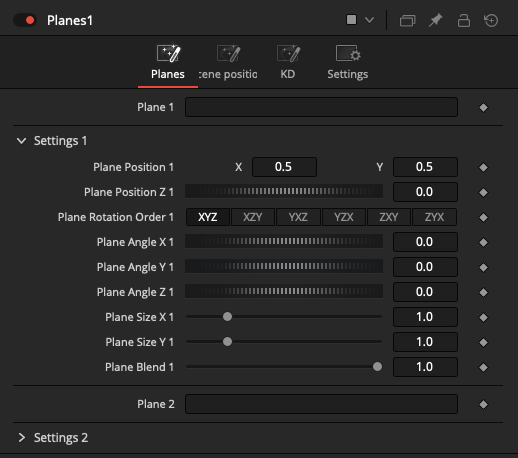 Planes1
Planes
cene positic
KD
Settings
Plane 1
Settings 1
Plane Position 1 X 0.5 Y 0.5
Plane Position Z 1 0.0
Plane Rotation Order 1 XYZ XZY YXZ YZX ZXY ZYX
Plane Angle X 1 0.0
Plane Angle Y 1 0.0
Plane Angle Z 1 0.0
Plane Size X 1 1.0
Plane Size Y 1 1.0
Plane Blend 1 1.0
Plane 2
Settings 2